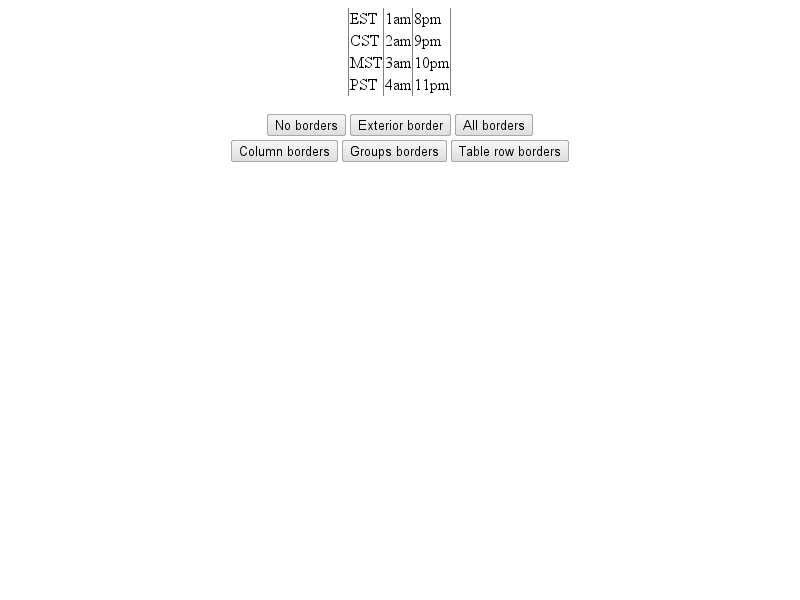 EST 1am 8pm
CST 2am 9pm
MST 3am 10pm
PST 4am 11pm
No borders Exterior border All borders
Column borders Groups borders Table row borders